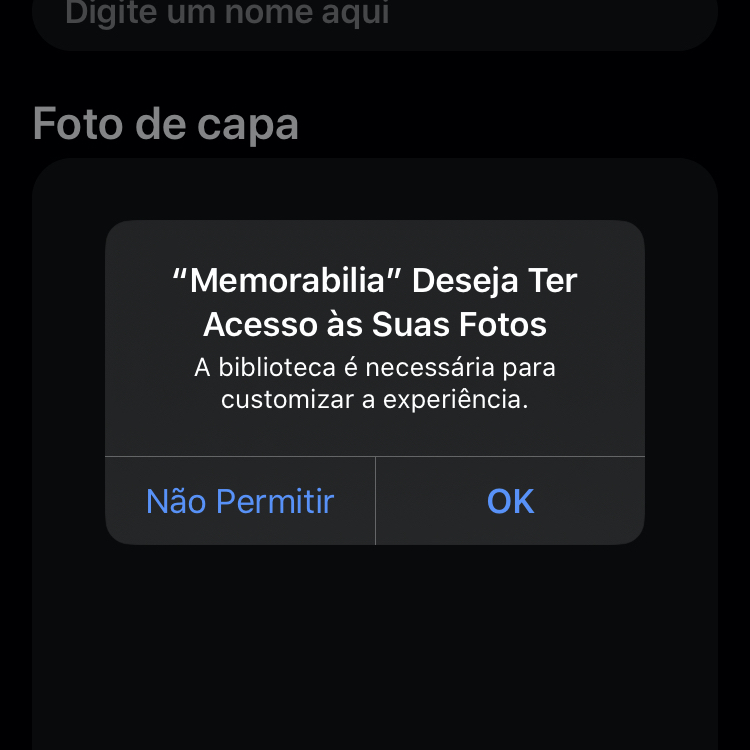 Digite um nome aqui
Foto de capa
“Memorabilia” Deseja Ter
Acesso às Suas Fotos
A biblioteca é necessária para
customizar a experiência.
Não Permitir
OK